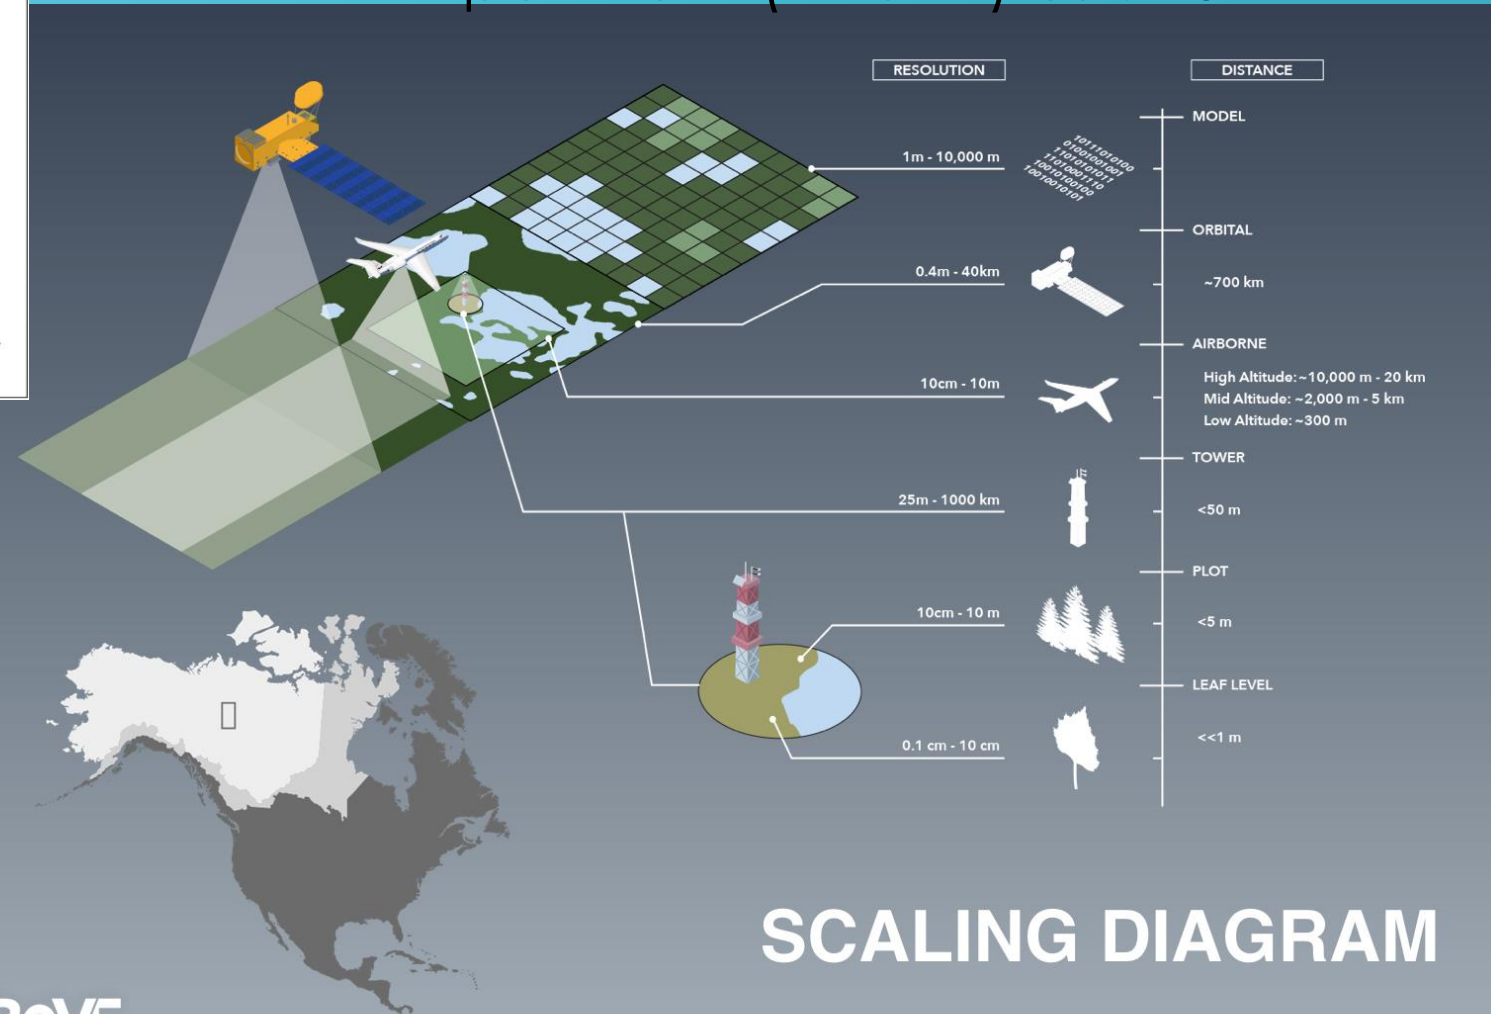 RESOLUTION
DISTANCE
MODEL
1m - 10,000 m
10111010100
01001001001
11010101011
11010001110
10010100100
1001001010101
ORBITAL
0.4m - 40km
~700 km
AIRBORNE
10cm - 10m
High Altitude: ~10,000 m - 20 km
Mid Altitude: ~2,000 m - 5 km
Low Altitude: ~300 m
TOWER
25m - 1000 km
<50 m
PLOT
10cm - 10 m
<5 m
LEAF LEVEL
0.1 cm - 10 cm
<<1 m
SCALING DIAGRAM